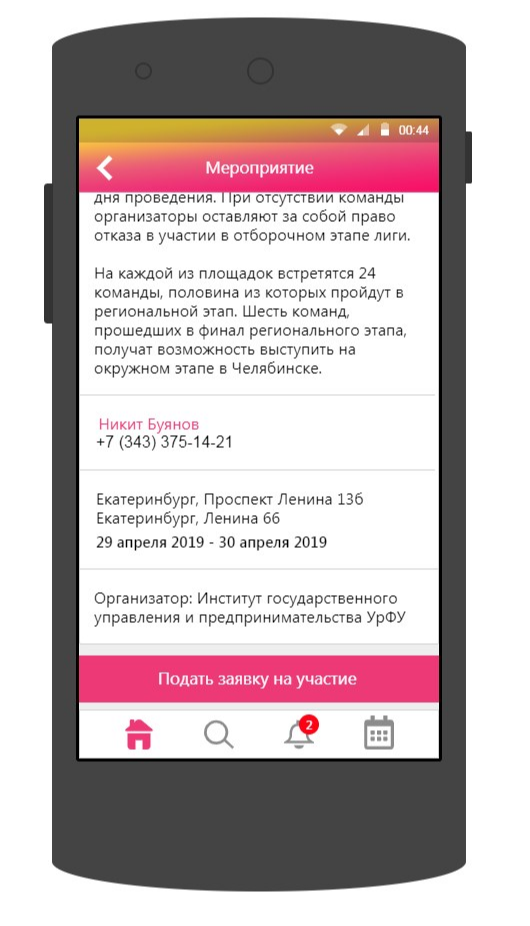 00:44
Мероприятие
дня проведения. При отсутствии команды
организаторы оставляют за собой право
отказа в участии в отборочном этапе лиги.
На каждой из площадок встретятся 24
команды, половина из которых пройдут в
региональной этап. Шесть команд,
прошедших в финал регионального этапа,
получат возможность выступить на
окружном этапе в Челябинске.
Никит Буянов
+7 (343) 375-14-21
Екатеринбург, Проспект Ленина 13б
Екатеринбург, Ленина 66
29 апреля 2019 - 30 апреля 2019
Организатор: Институт государственного
управления и предпринимательства УрФУ
Подать заявку на участие
2